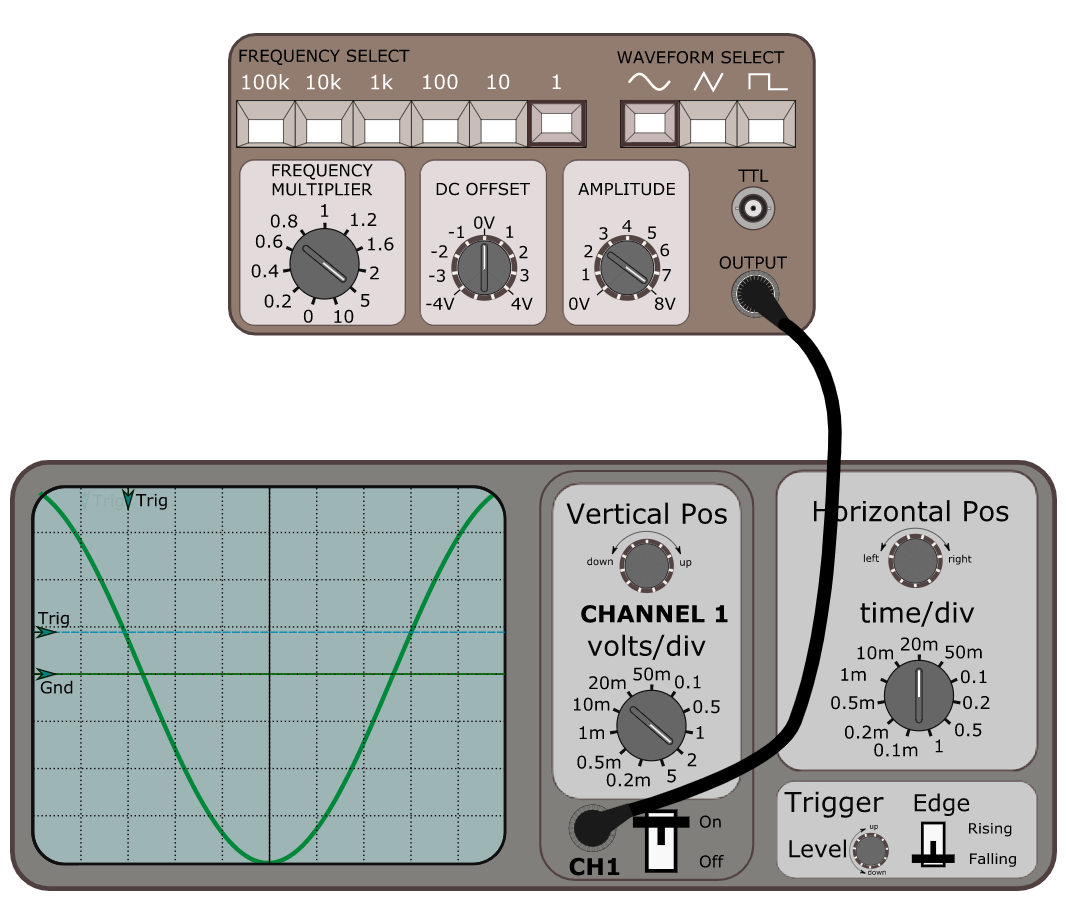 FREQUENCY SELECT
WAVEFORM SELECT
100k 10k 1k 100 10 1
FREQUENCY
MULTIPLIER
0 0.2 0.4 0.6 0.8 1 1.2 1.6 2 5 10
DC OFFSET
-4V -3 -2 -1 0V 1 2 3 4V
AMPLITUDE
0V 1 2 3 4 5 6 7 8V
TTL
OUTPUT
Trig
Trig
Trig
Gnd
Vertical Pos
down
up
CHANNEL 1
volts/div
0.2m 0.5m 1m 10m 20m 50m 0.1 0.5 1 2 5
CH1
On
Off
Horizontal Pos
left
right
time/div
0.1m 0.2m 0.5m 1m 10m 20m 50m 0.1 0.2 0.5 1
Trigger
Level
up
down
Edge
Rising
Falling